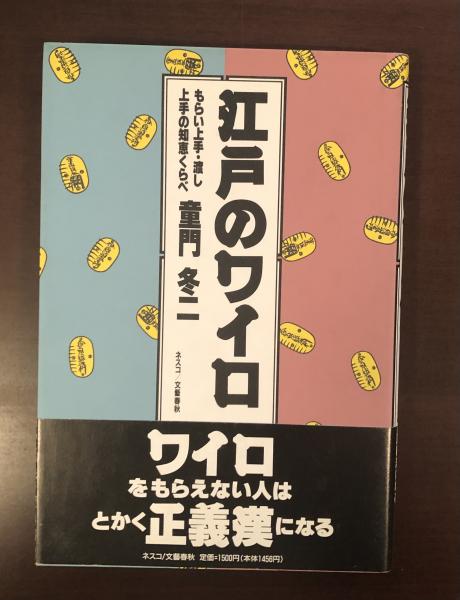 江戸のワイロ
もらい上手・渡し
上手の知恵くらべ
童門 冬二
ネスコ/文藝春秋
ワイロ
をもらえない人は
とかく正義漢になる
ネスコ/文藝春秋 定価=1500円(本体1456円)